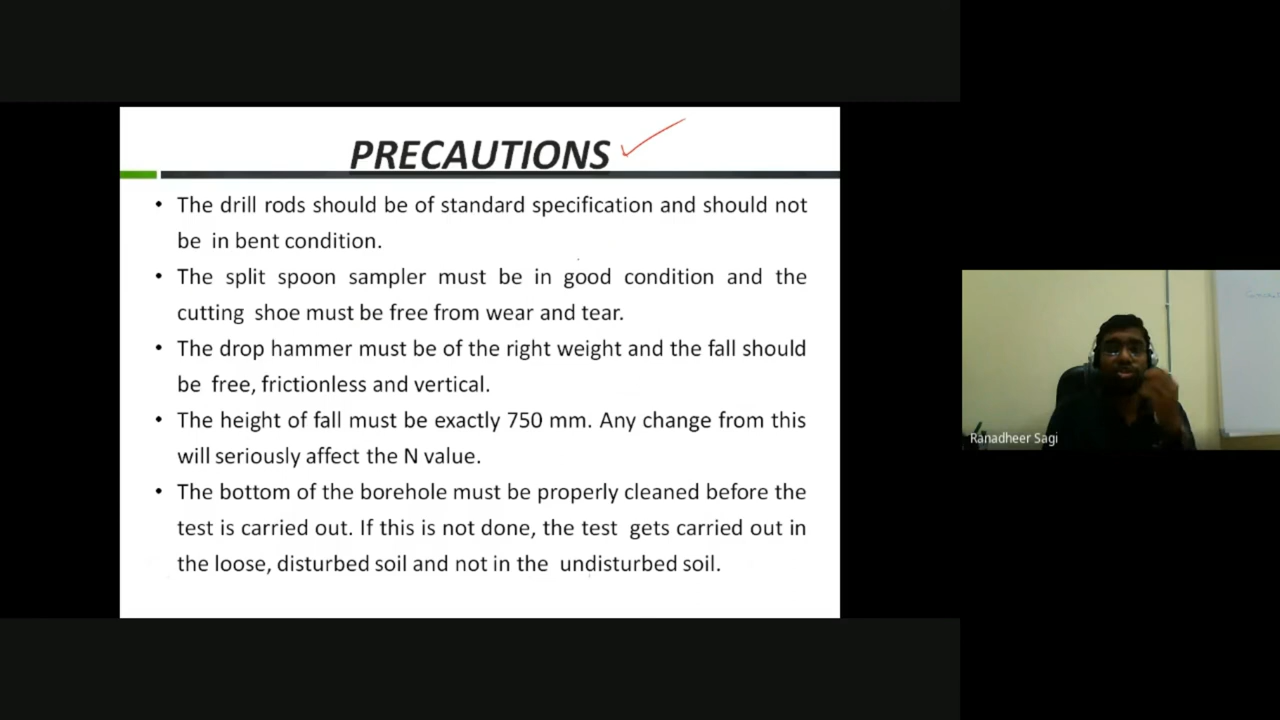 PRECAUTIONS
• The drill rods should be of standard specification and should not
be in bent condition.
• The split spoon sampler must be in good condition and the
cutting shoe must be free from wear and tear.
• The drop hammer must be of the right weight and the fall should
be free, frictionless and vertical.
• The height of fall must be exactly 750 mm. Any change from this
will seriously affect the N value.
• The bottom of the borehole must be properly cleaned before the
test is carried out. If this is not done, the test gets carried out in
the loose, disturbed soil and not in the undisturbed soil.
Ranadheer Sagi